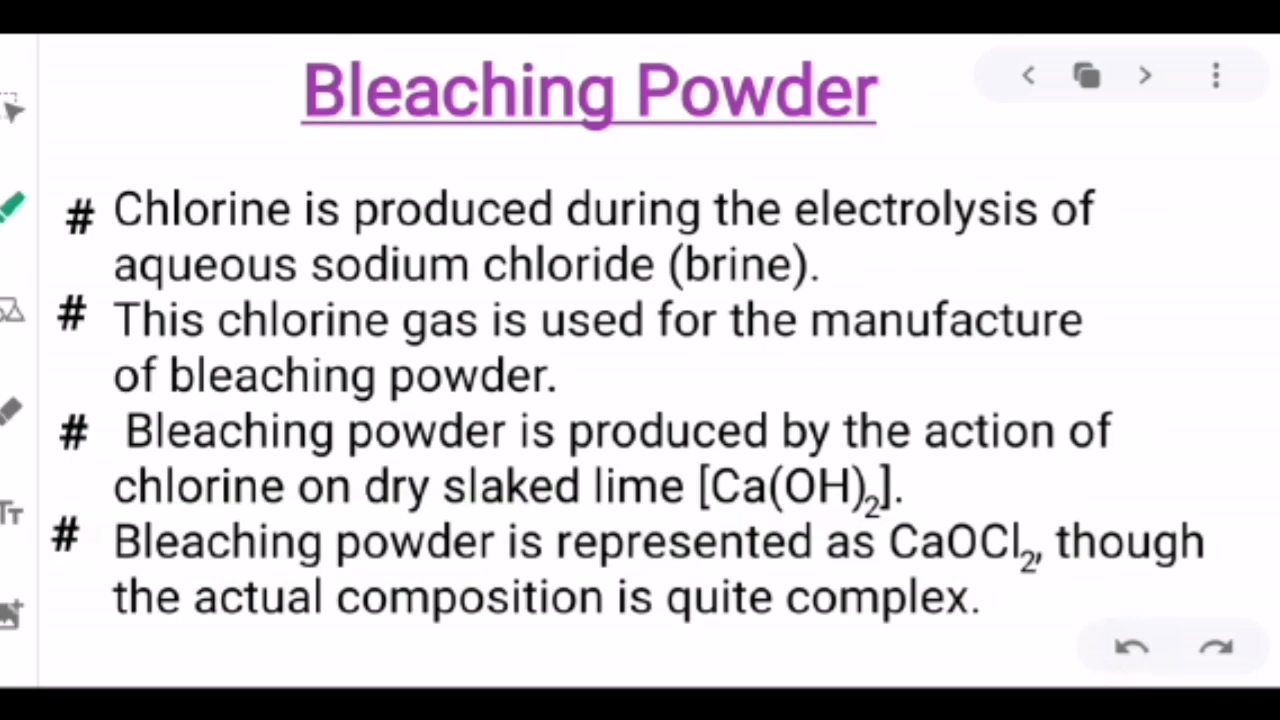 Bleaching Powder
# Chlorine is produced during the electrolysis of
aqueous sodium chloride (brine).
# This chlorine gas is used for the manufacture
of bleaching powder.
# Bleaching powder is produced by the action of
chlorine on dry slaked lime [Ca(OH)₂].
# Bleaching powder is represented as CaOCl₂, though
the actual composition is quite complex.
Tт